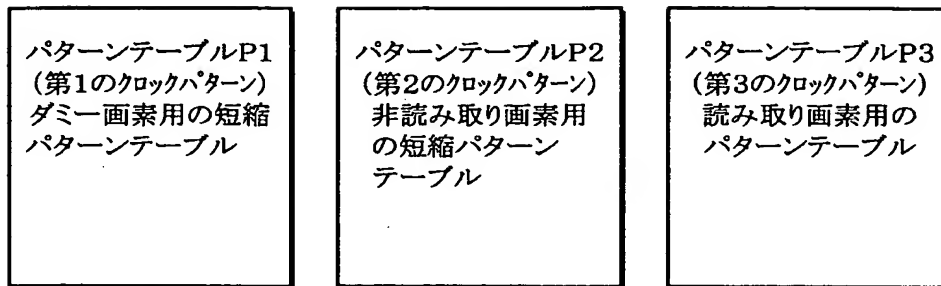 パターンテーブルP1
(第1のクロックパターン)
ダミー画素用の短縮
パターンテーブル
パターンテーブルP2
(第2のクロックパターン)
非読み取り画素用
の短縮パターン
テーブル
パターンテーブルP3
(第3のクロックパターン)
読み取り画素用の
パターンテーブル